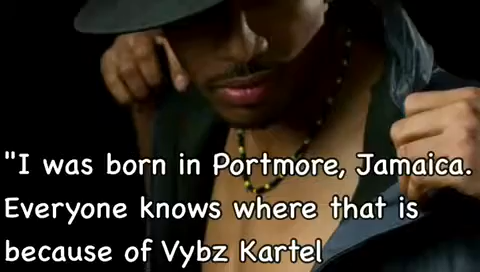 "I was born in Portmore, Jamaica.
Everyone knows where that is
because of Vybz Kartel